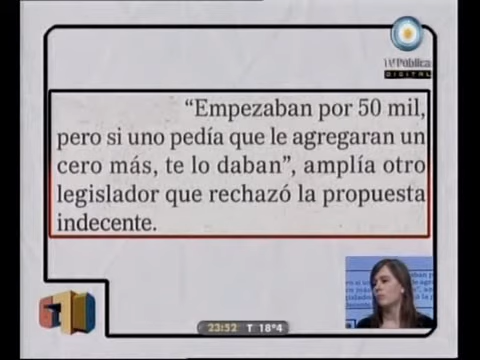 TV Pública
DIGITAL
“Empezaban por 50 mil,
pero si uno pedía que le agregaran un
cero más, te lo daban”, amplía otro
legislador que rechazó la propuesta
indecente.
678
23:52 T 18°4